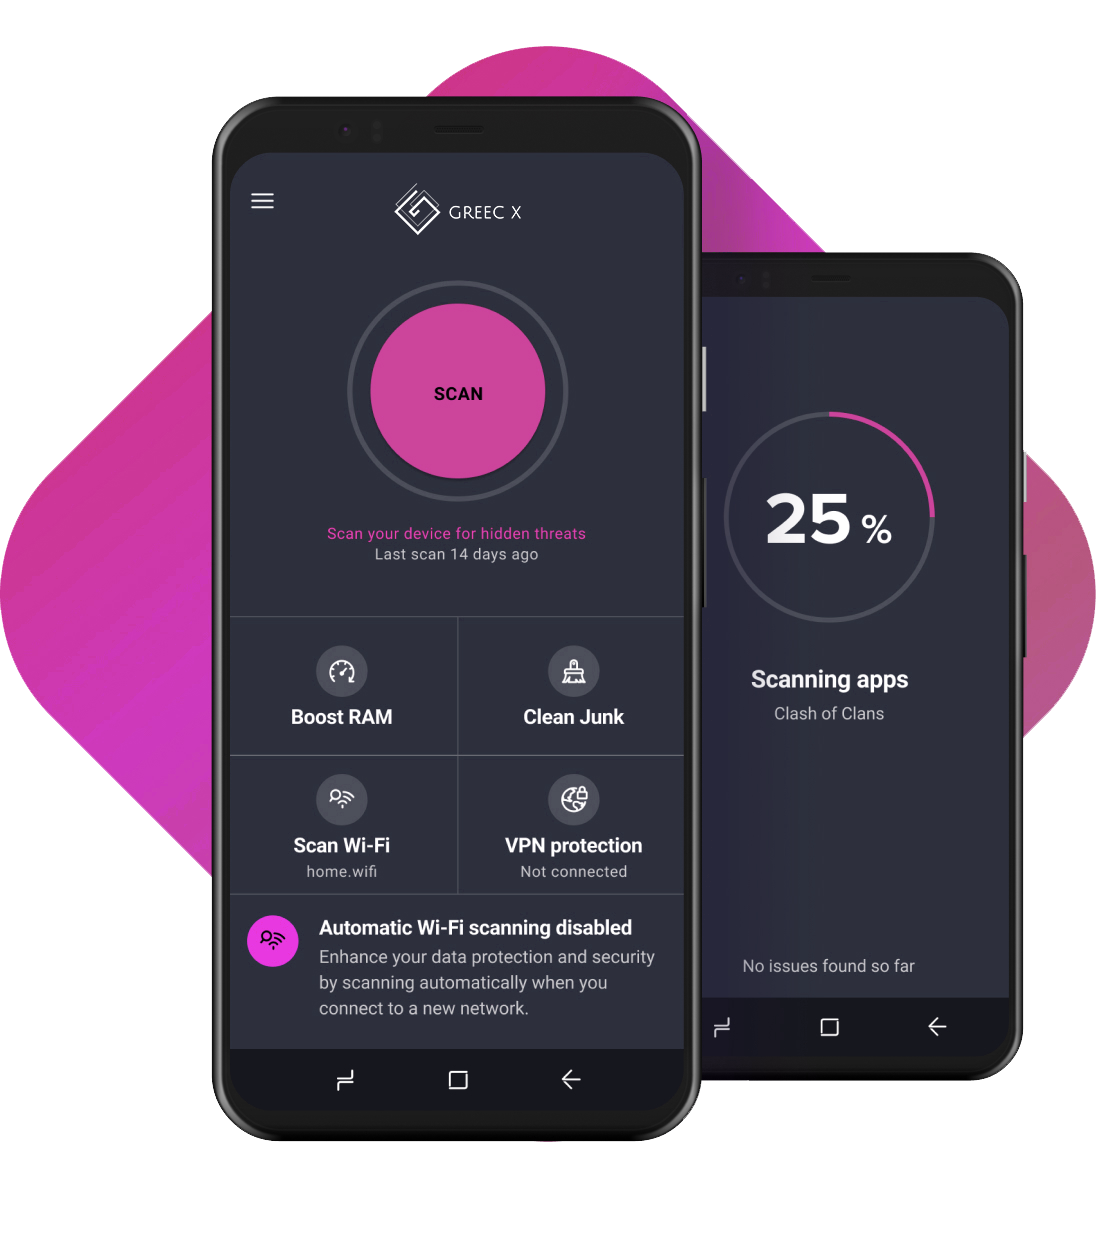 GREEC X
SCAN
Scan your device for hidden threats
Last scan 14 days ago
Boost RAM
Clean Junk
Scan Wi-Fi
home.wifi
VPN protection
Not connected
Automatic Wi-Fi scanning disabled
Enhance your data protection and security
by scanning automatically when you
connect to a new network.
25 %
Scanning apps
Clash of Clans
No issues found so far